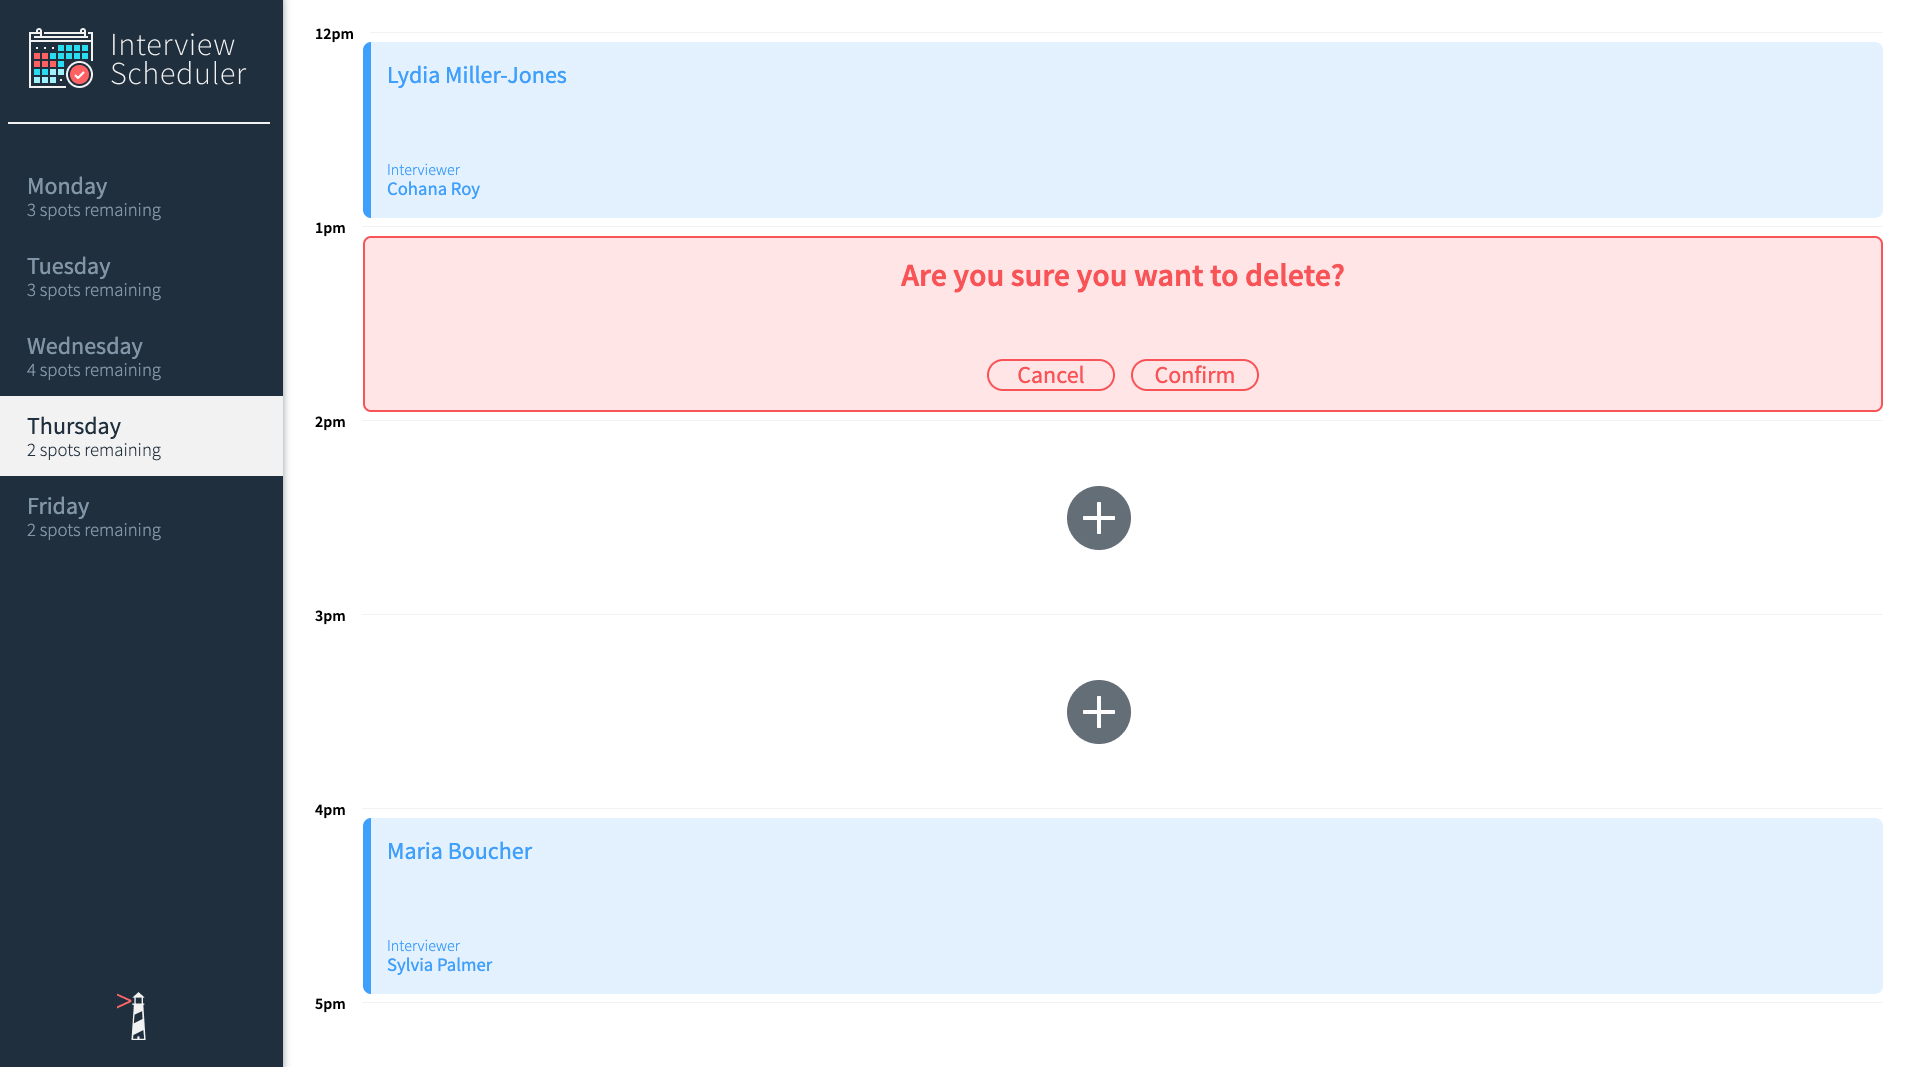 Interview
Scheduler
Monday
3 spots remaining
Tuesday
3 spots remaining
Wednesday
4 spots remaining
Thursday
2 spots remaining
Friday
2 spots remaining
12pm
Lydia Miller-Jones
Interviewer
Cohana Roy
1pm
Are you sure you want to delete?
Cancel Confirm
2pm
3pm
4pm
Maria Boucher
Interviewer
Sylvia Palmer
5pm